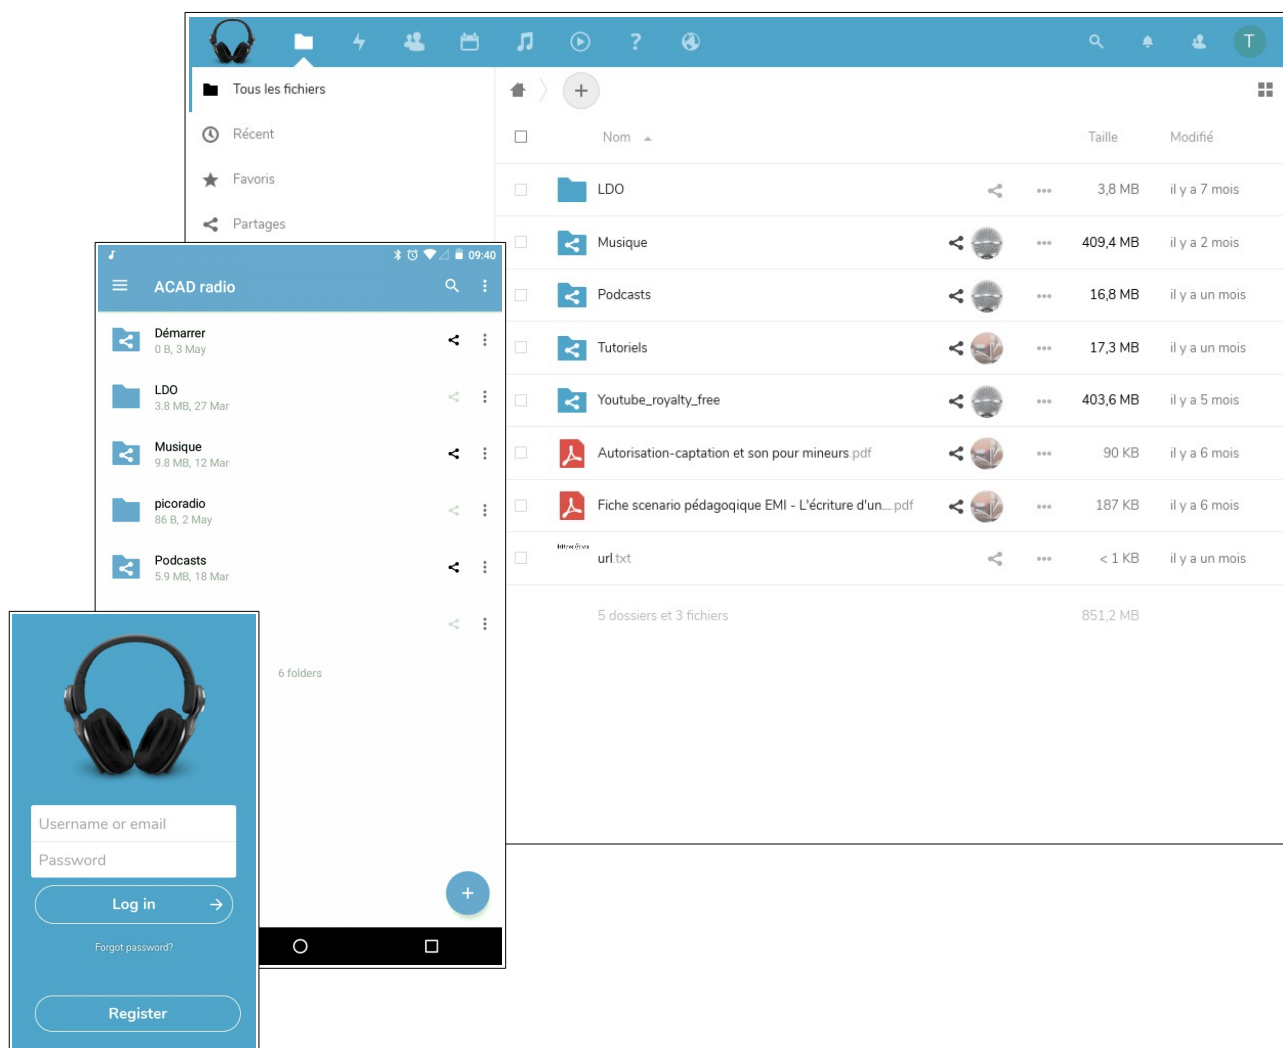 T
Tous les fichiers
Récent
Favoris
Partages
Nom Taille Modifié
LDO 3,8 MB il y a 7 mois
Musique 409,4 MB il y a 2 mois
Podcasts 16,8 MB il y a un mois
Tutoriels 17,3 MB il y a un mois
Youtube_royalty_free 403,6 MB il y a 5 mois
Autorisation-captation et son pour mineurs.pdf 90 KB il y a 6 mois
Fiche scenario pédagogique EMI - L'écriture d'un....pdf 187 KB il y a 6 mois
url.txt < 1 KB il y a un mois
5 dossiers et 3 fichiers 851,2 MB
09:40
ACAD radio
Démarrer
0 B, 3 May
LDO
3.8 MB, 27 Mar
Musique
9.8 MB, 12 Mar
picoradio
86 B, 2 May
Podcasts
5.9 MB, 18 Mar
6 folders
Username or email
Password
Log in
Forgot password?
Register